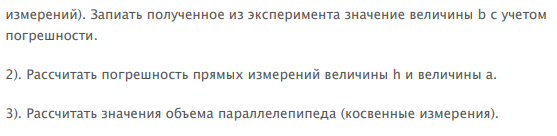 измерений). Запиать полученное из эксперимента значение величины b с учетом
погрешности.
2). Рассчитать погрешность прямых измерений величины h и величины a.
3). Рассчитать значения объема параллелепипеда (косвенные измерения).